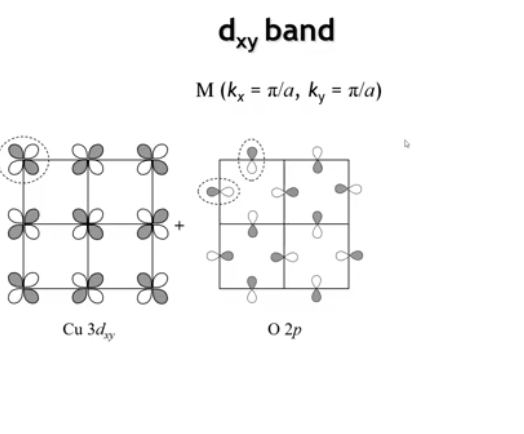 dxy band
M (kx = π/a, ky = π/a)
+
Cu 3dxy
O 2p